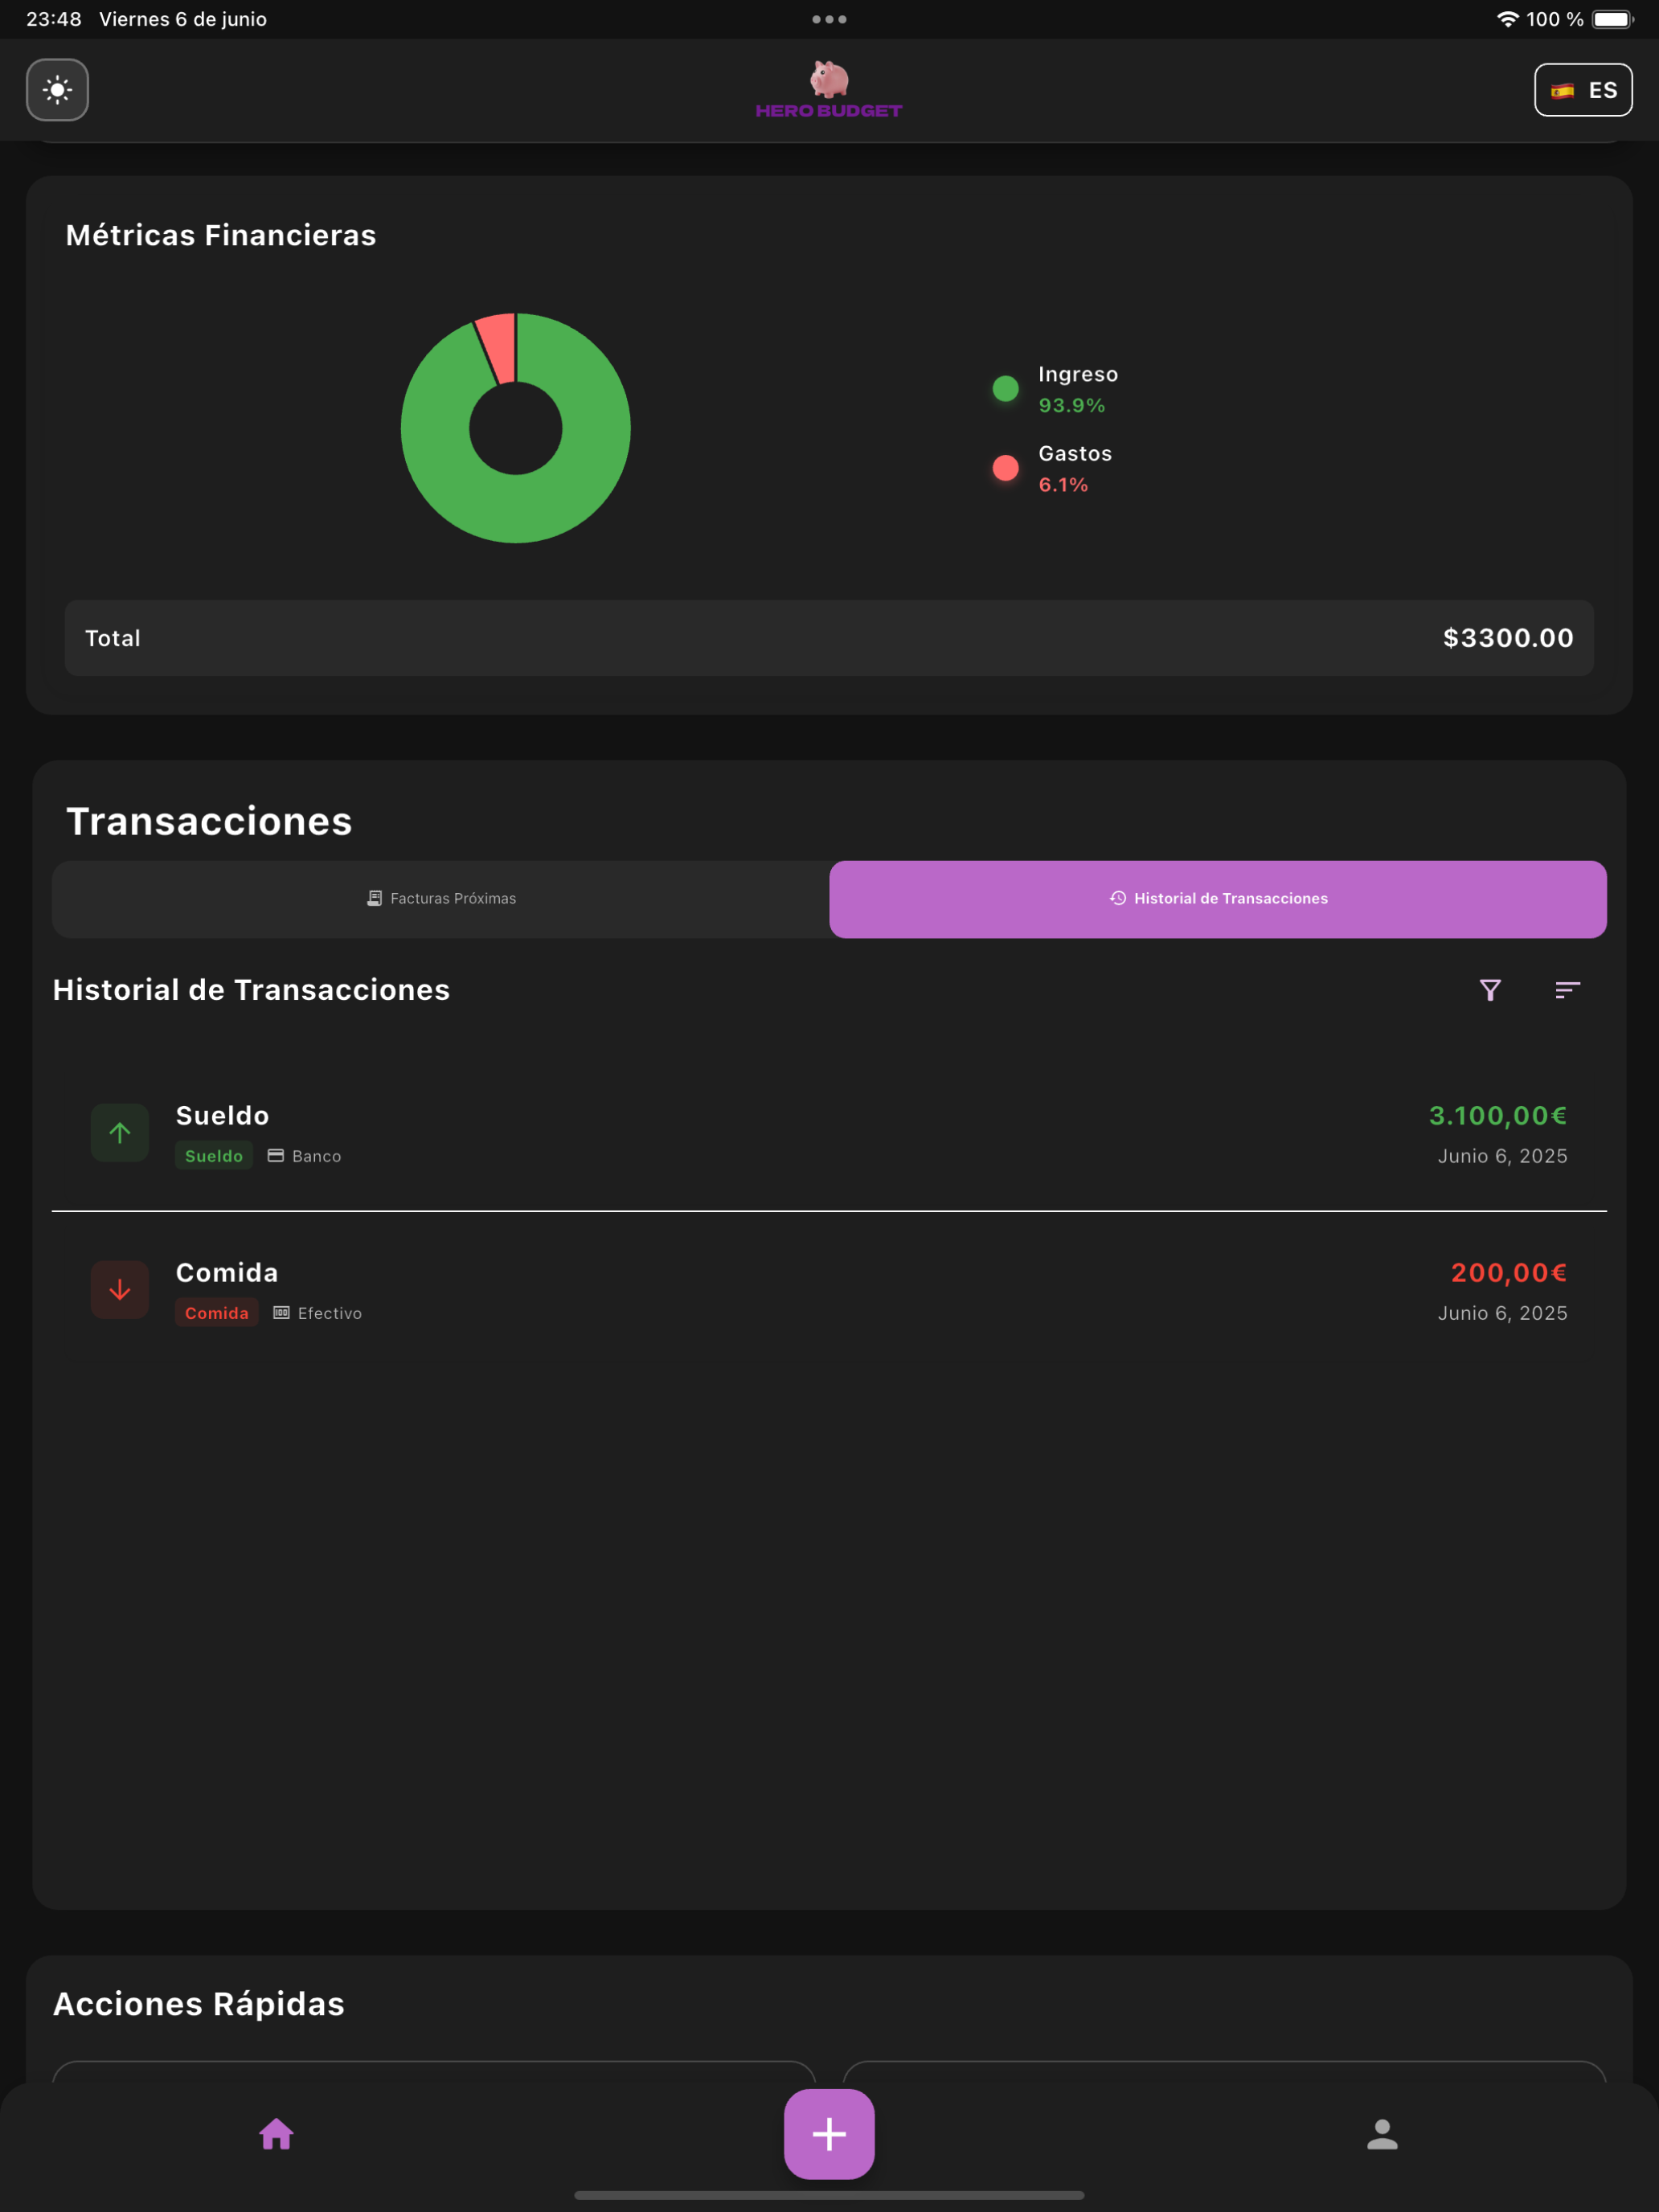 23:48 Viernes 6 de junio 100 %
HERO BUDGET
ES
Métricas Financieras
Ingreso
93.9%
Gastos
6.1%
Total $3300.00
Transacciones
Facturas Próximas Historial de Transacciones
Historial de Transacciones
Sueldo 3.100,00€
Sueldo Banco Junio 6, 2025
Comida 200,00€
Comida Efectivo Junio 6, 2025
Acciones Rápidas